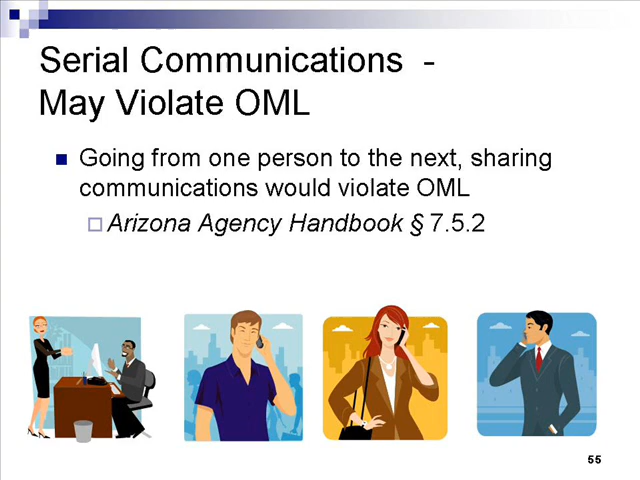 Serial Communications -
May Violate OML
Going from one person to the next, sharing
communications would violate OML
Arizona Agency Handbook § 7.5.2
55